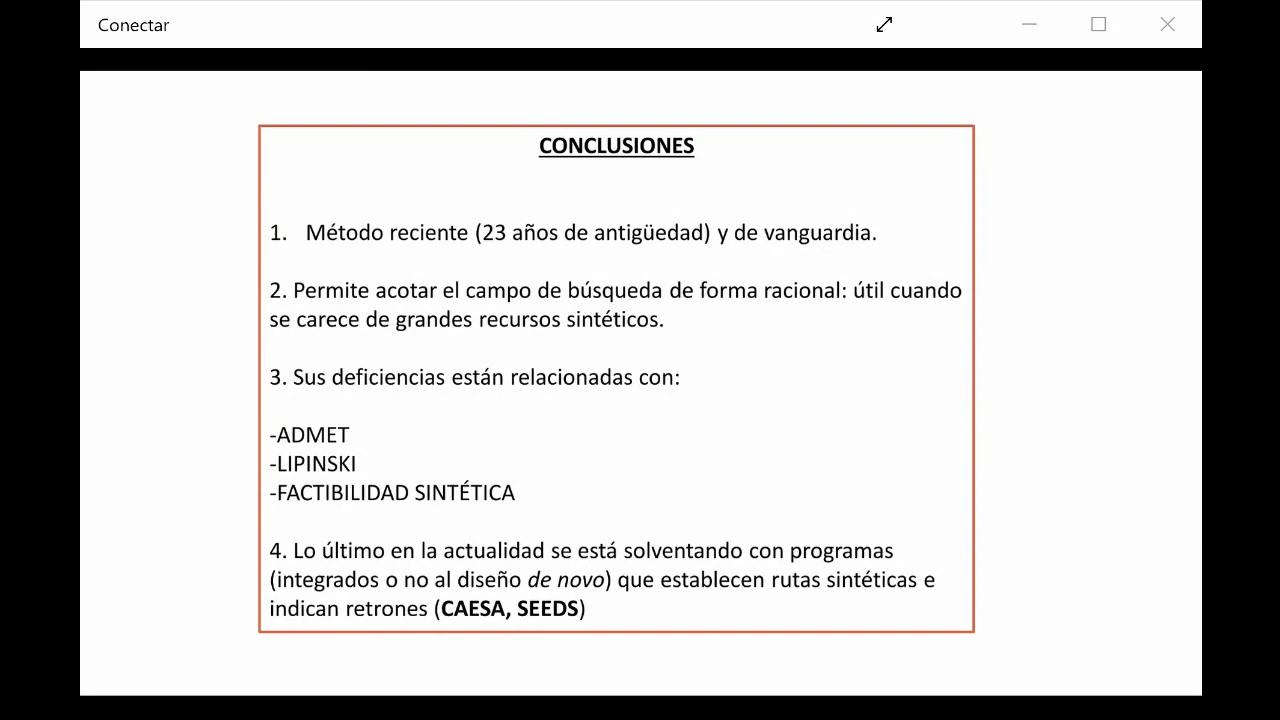 Conectar
CONCLUSIONES
1. Método reciente (23 años de antigüedad) y de vanguardia.
2. Permite acotar el campo de búsqueda de forma racional: útil cuando
se carece de grandes recursos sintéticos.
3. Sus deficiencias están relacionadas con:
-ADMET
-LIPINSKI
-FACTIBILIDAD SINTÉTICA
4. Lo último en la actualidad se está solventando con programas
(integrados o no al diseño de novo) que establecen rutas sintéticas e
indican retrones (CAESA, SEEDS)